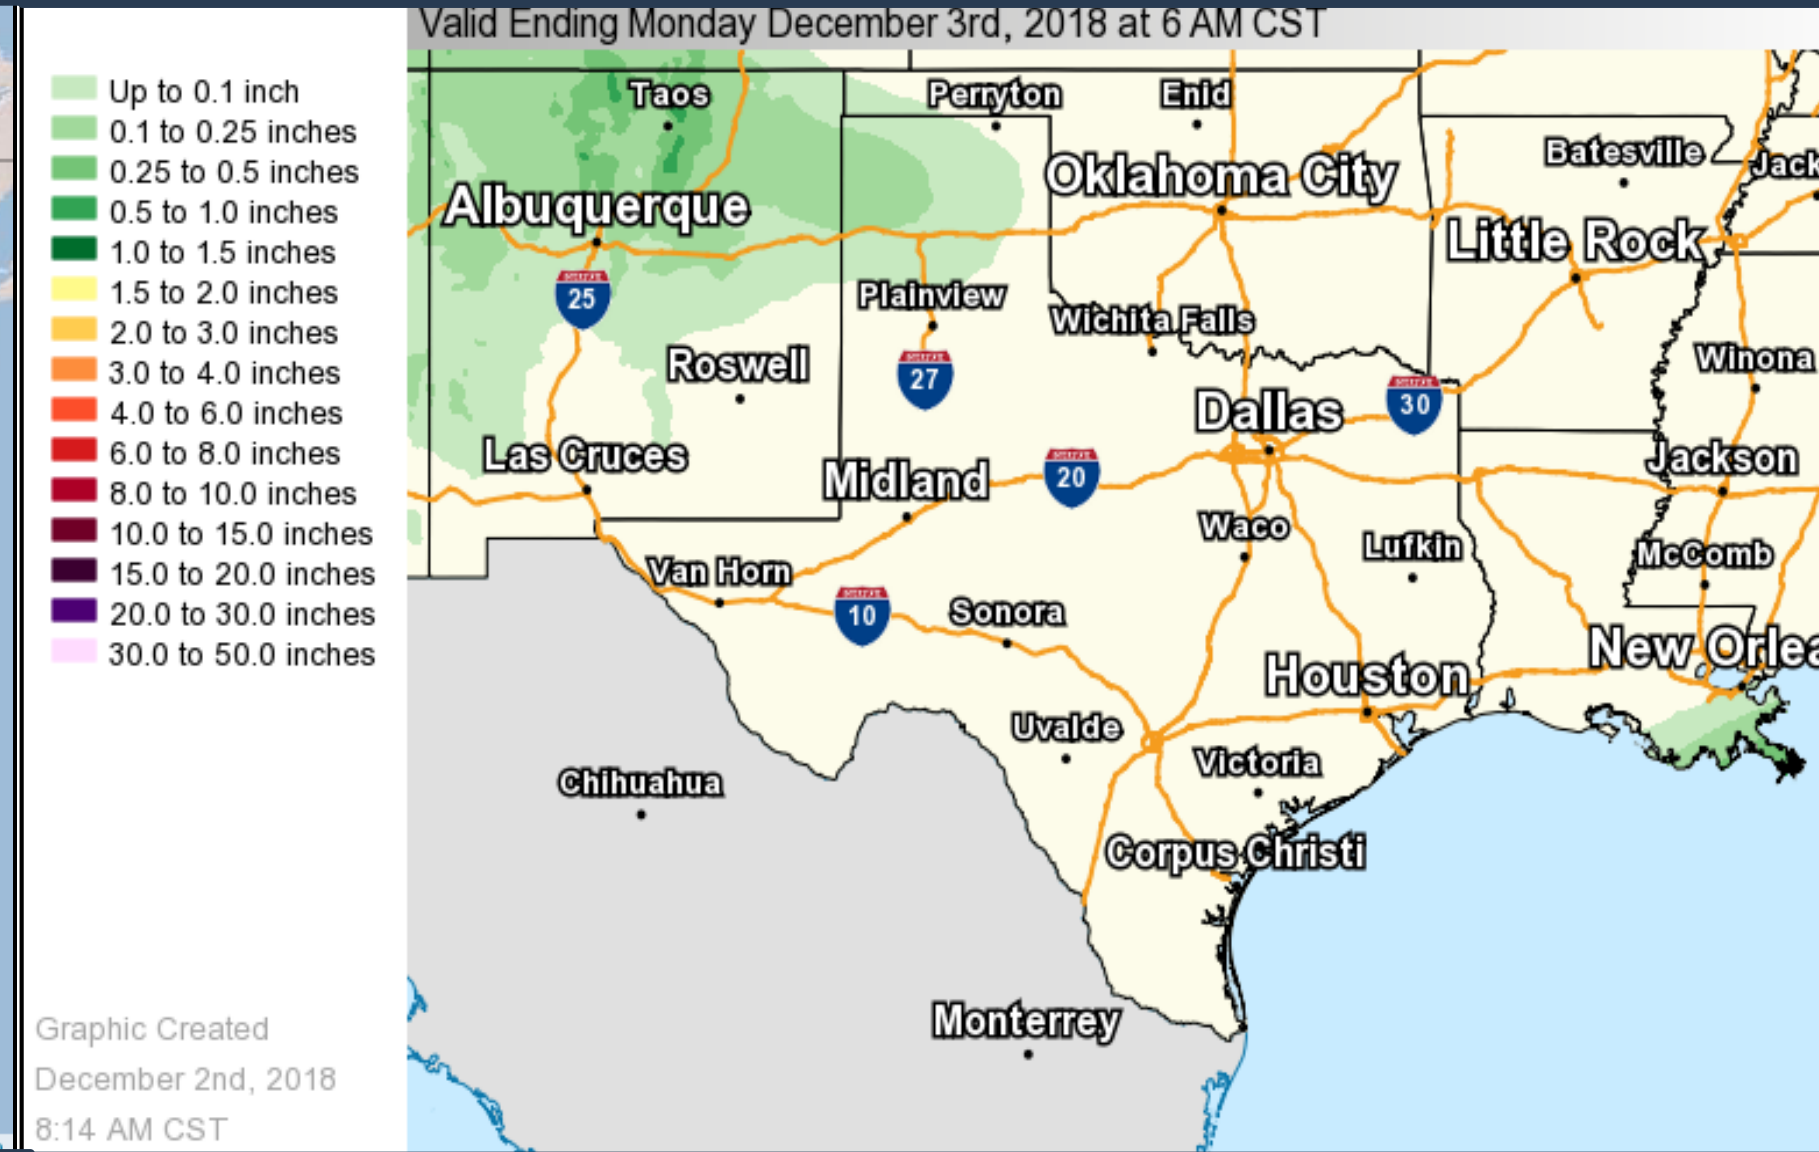 Valid Ending Monday December 3rd, 2018 at 6 AM CST
Up to 0.1 inch
0.1 to 0.25 inches
0.25 to 0.5 inches
0.5 to 1.0 inches
1.0 to 1.5 inches
1.5 to 2.0 inches
2.0 to 3.0 inches
3.0 to 4.0 inches
4.0 to 6.0 inches
6.0 to 8.0 inches
8.0 to 10.0 inches
10.0 to 15.0 inches
15.0 to 20.0 inches
20.0 to 30.0 inches
30.0 to 50.0 inches
Graphic Created
December 2nd, 2018
8:14 AM CST
Taos
Perryton
Enid
Batesville
Jack
Oklahoma City
Albuquerque
Little Rock
25
Plainview
Wichita Falls
Winona
Roswell
27
30
Dallas
Las Cruces
Midland
20
Jackson
Waco
Lufkin
McComb
Van Horn
10
Sonora
New Orlea
Houston
Uvalde
Victoria
Chihuahua
Corpus Christi
Monterrey